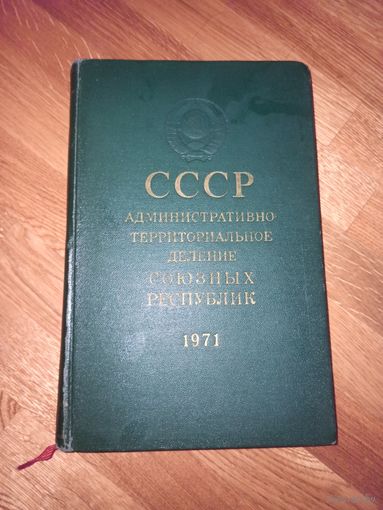 СССР
АДМИНИСТРАТИВНО
ТЕРРИТОРИАЛЬНОЕ
ДЕЛЕНИЕ
СОЮЗНЫХ
РЕСПУБЛИК
1971